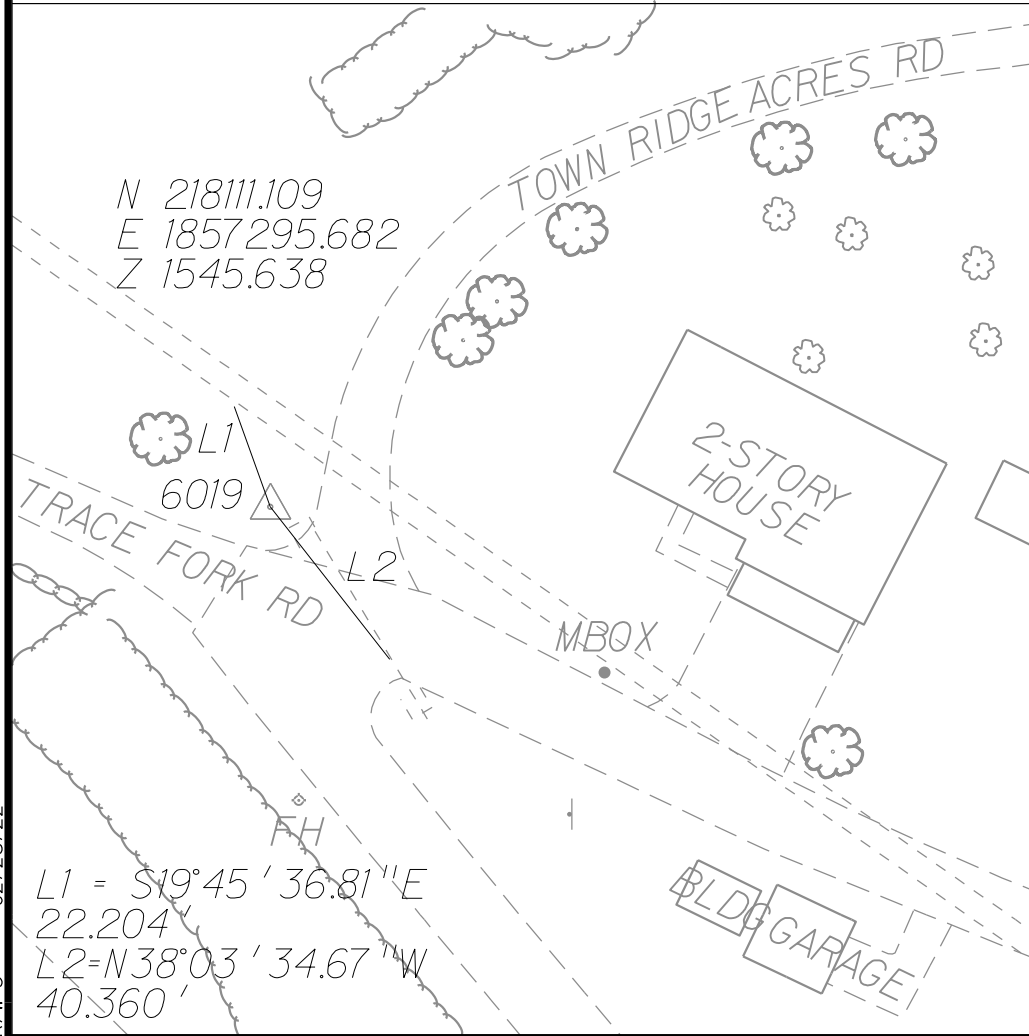 TOWN RIDGE ACRES RD
N 218111.109
E 1857295.682
Z 1545.638
L1
6019
TRACE FORK RD
L2
2-STORY
HOUSE
MBOX
FH
L1 = S19°45'36.81"E
22.204'
L2=N38°03'34.67"W
40.360'
BLDG
GARAGE